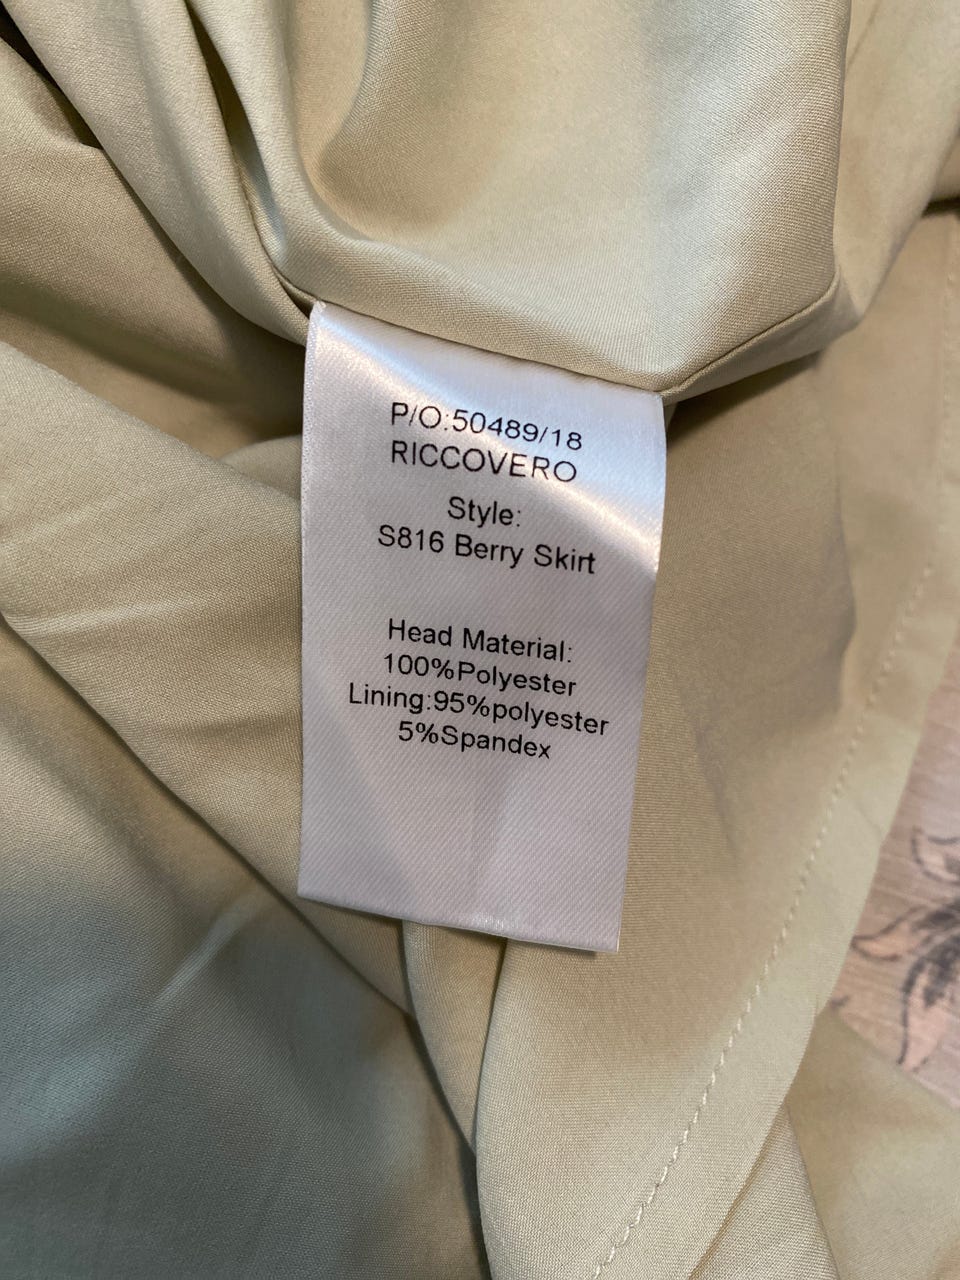 P/O:50489/18
RICCOVERO
Style:
S816 Berry Skirt
Head Material:
100%Polyester
Lining:95%polyester
5%Spandex